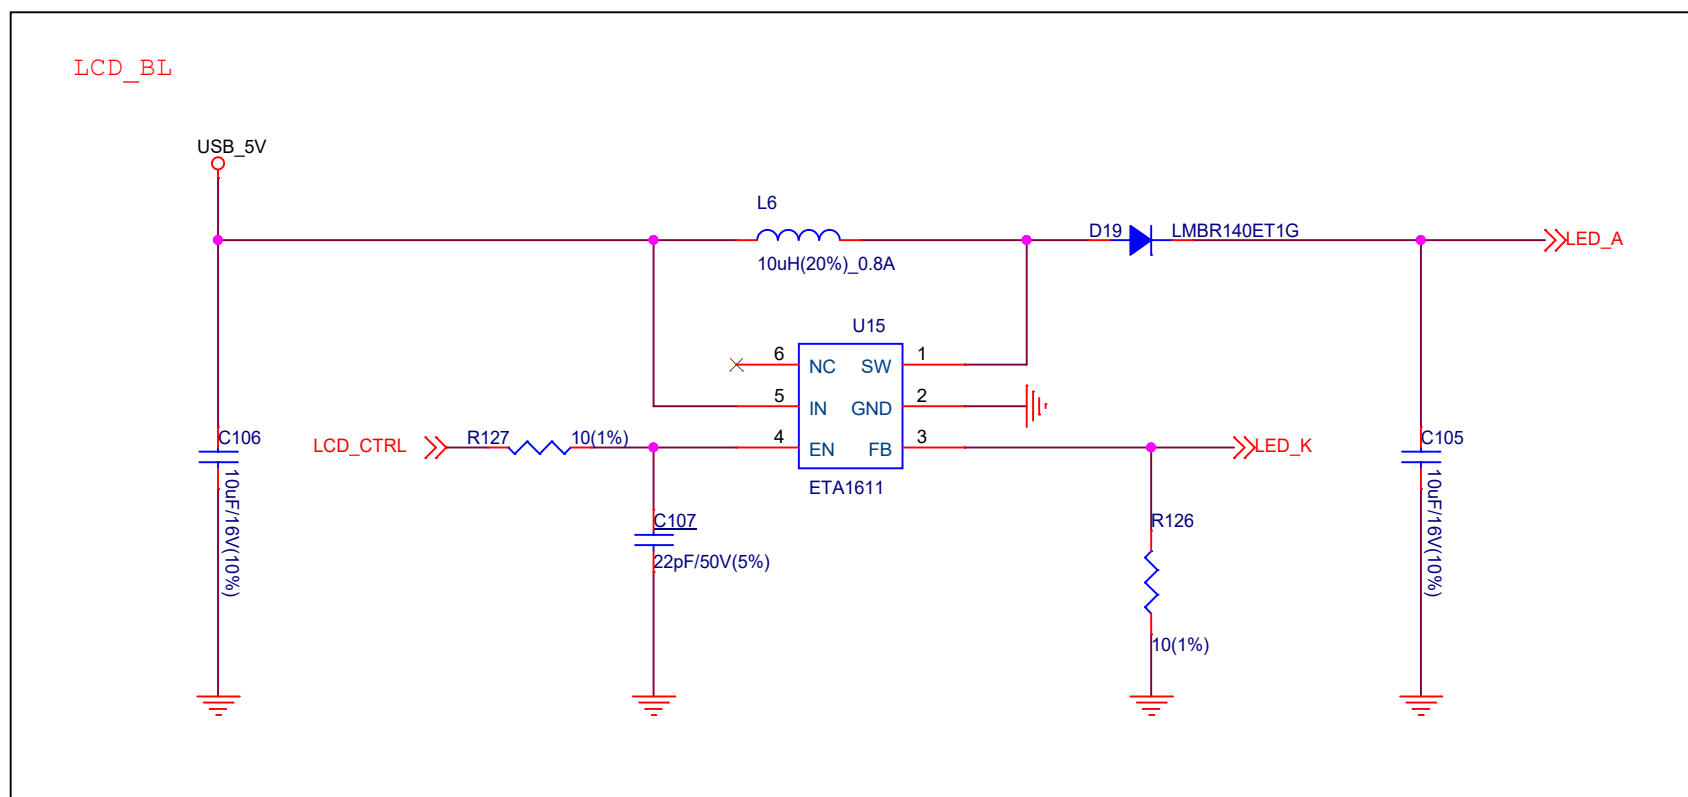 LCD_BL
USB_5V
L6
10uH(20%)_0.8A
D19
LMBR140ET1G
LED_A
U15
6
NC
SW
1
5
IN
GND
2
4
EN
FB
3
ETA1611
LCD_CTRL
R127
10(1%)
LED_K
C106
10uF/16V(10%)
C107
22pF/50V(5%)
R126
10(1%)
C105
10uF/16V(10%)